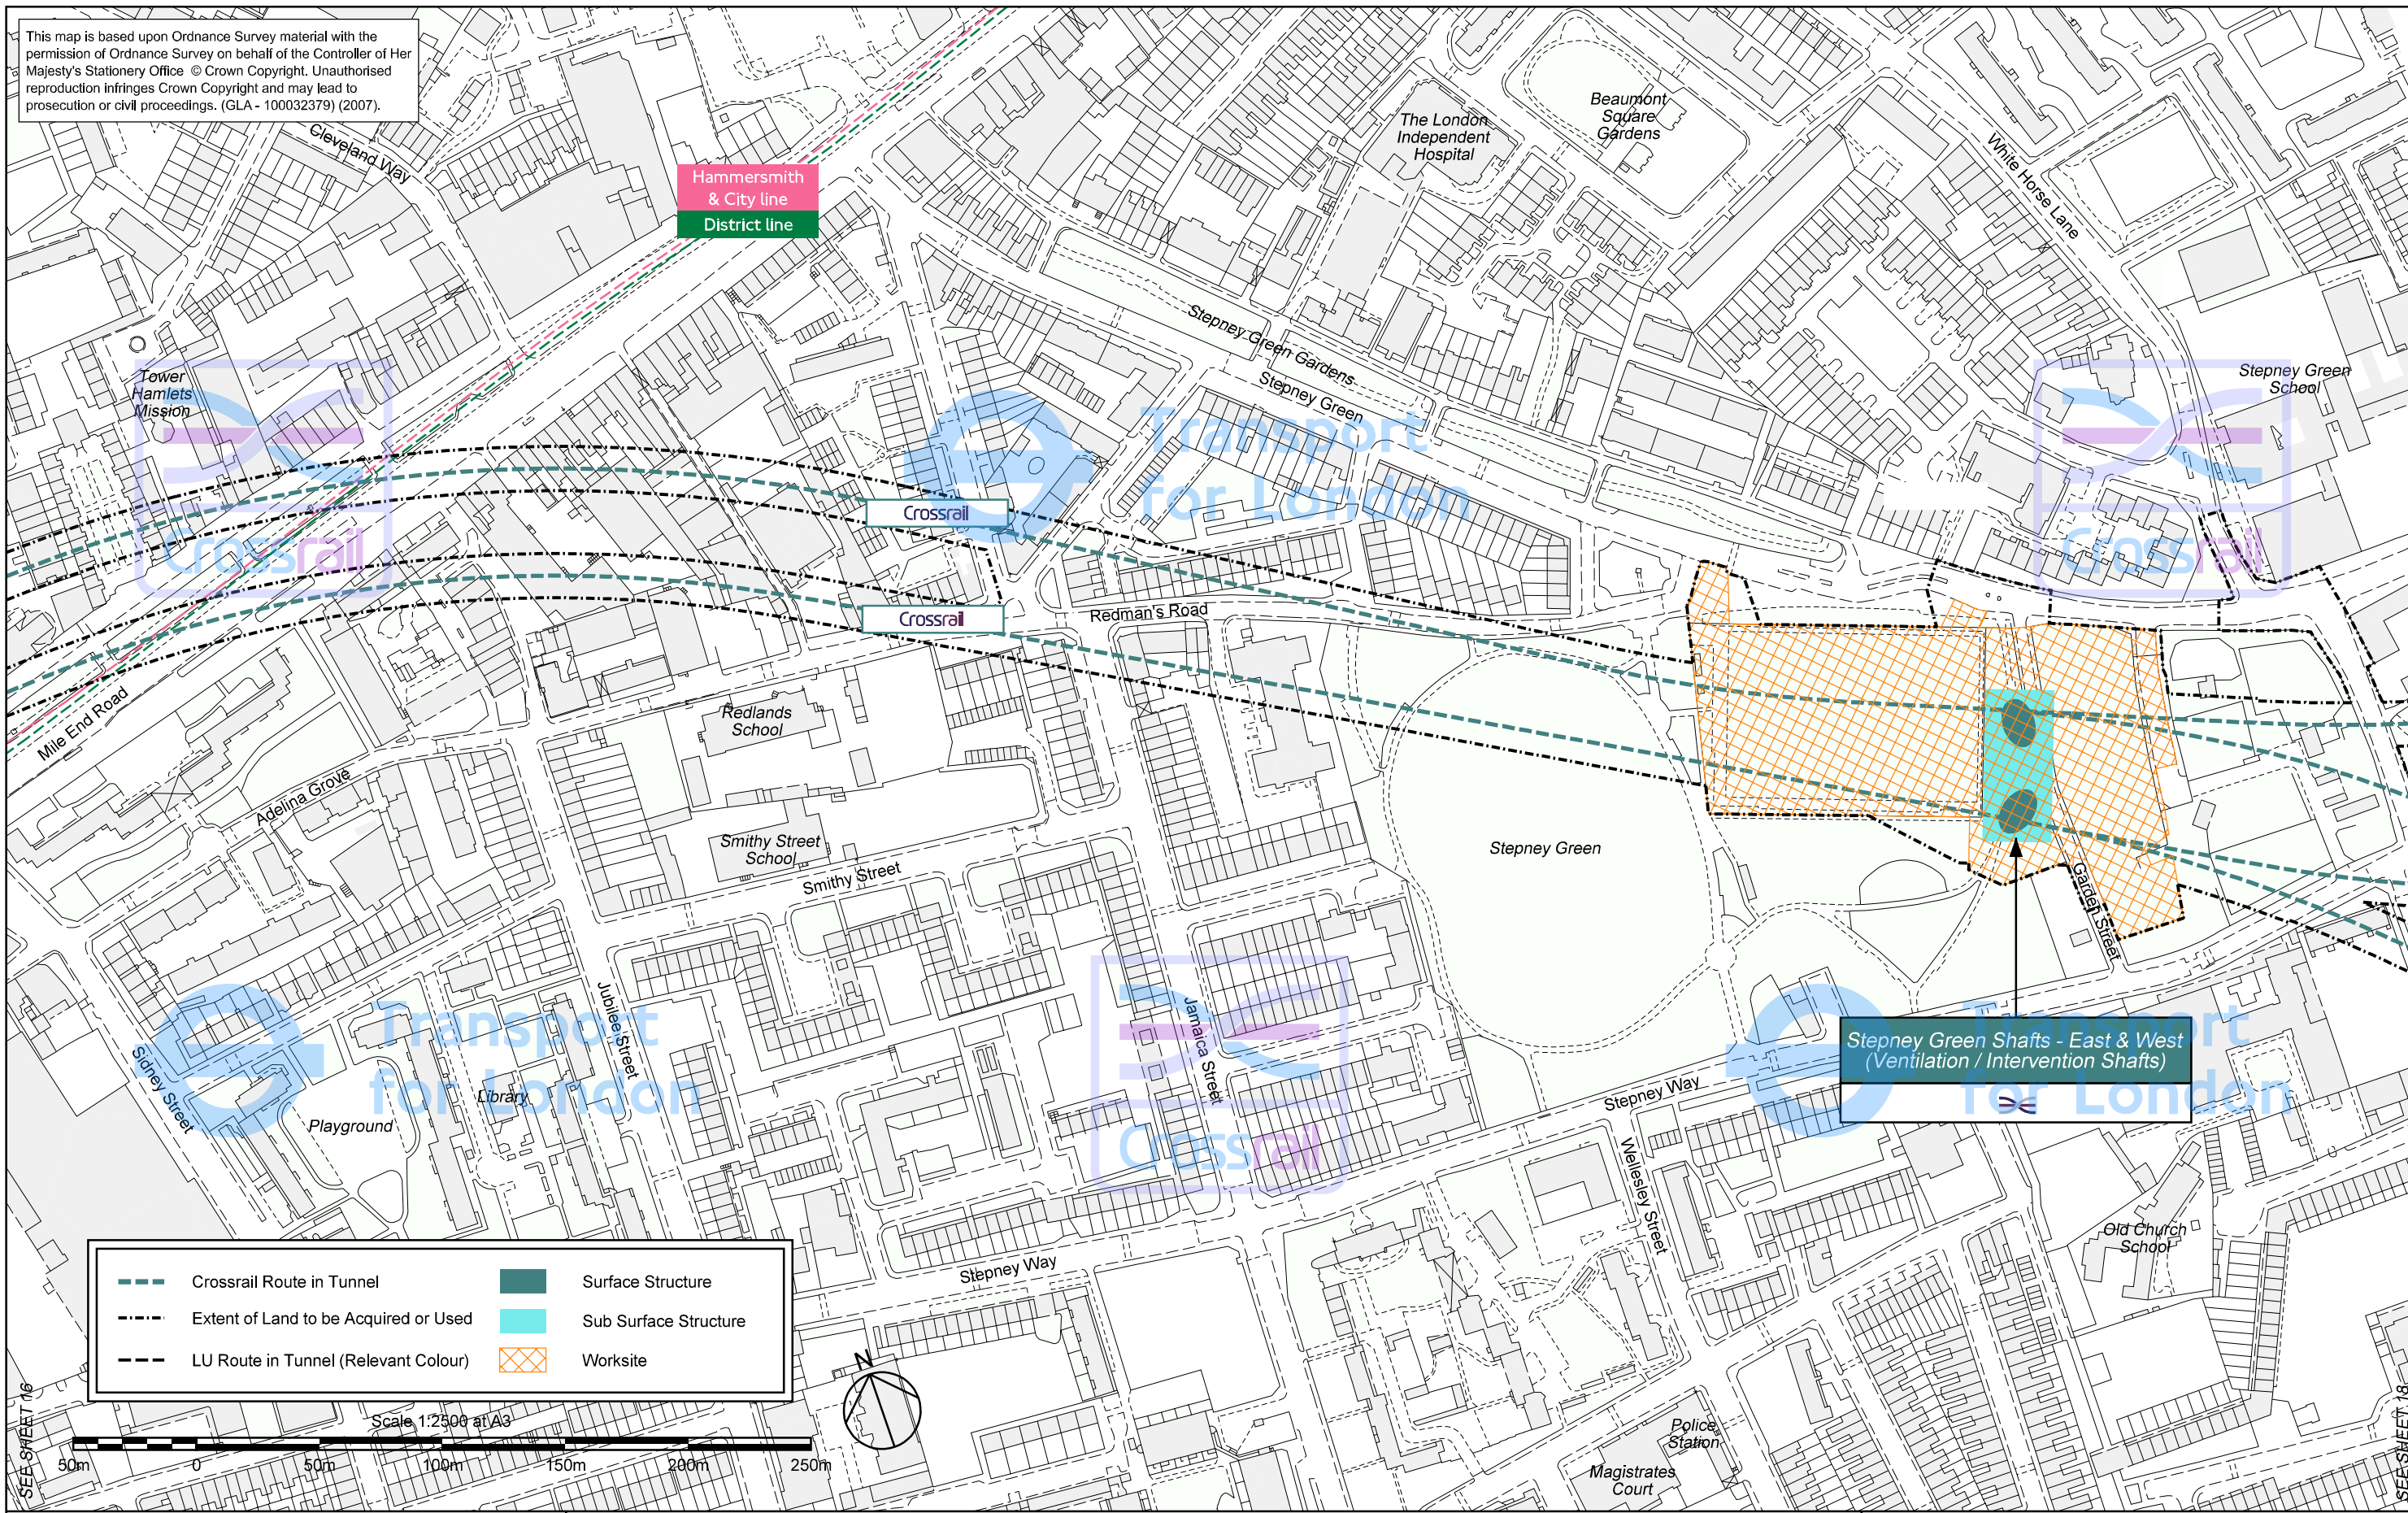 This map is based upon Ordnance Survey material with the
permission of Ordnance Survey on behalf of the Controller of Her
Majesty's Stationery Office © Crown Copyright. Unauthorised
reproduction infringes Crown Copyright and may lead to
prosecution or civil proceedings. (GLA - 100032379) (2007).
Cleveland Way
Hammersmith
& City line
District line
The London
Independent
Hospital
Beaumont
Square
Gardens
White Horse Lane
Stepney Green Gardens
Stepney Green
Tower
Hamlets
Mission
Stepney Green
School
Crossrail
Transport
for London
Crossrail
Crossrail
Crossrail
Redman's Road
Mile End Road
Redlands
School
Adelina Grove
Smithy Street
School
Smithy Street
Stepney Green
Garden Street
Jubilee Street
Jamaica Street
Sidney Street
Transport
for London
Library
Playground
Crossrail
Stepney Way
Stepney Green Shafts - East & West
(Ventilation / Intervention Shafts)
Transport
for London
Wellesley Street
Old Church
School
Stepney Way
Crossrail Route in Tunnel
Extent of Land to be Acquired or Used
LU Route in Tunnel (Relevant Colour)
Surface Structure
Sub Surface Structure
Worksite
N
Scale 1:2500 at A3
50m 0 50m 100m 150m 200m 250m
Police
Station
Magistrates
Court
SEE SHEET 16
SEE SHEET 18